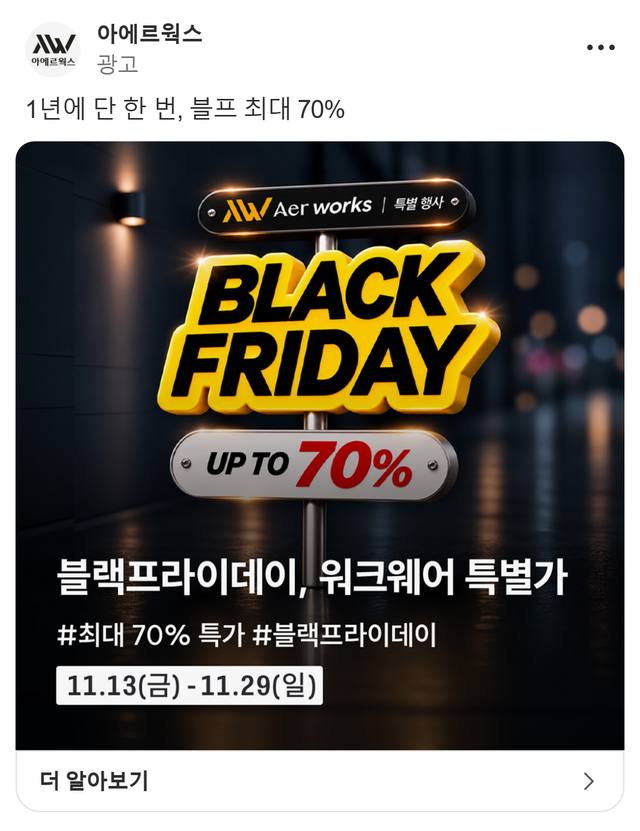 아에르웍스
아에르웍스
광고
1년에 단 한 번, 블프 최대 70%
AW Aer works | 특별 행사
BLACK
FRIDAY
UP TO 70%
블랙프라이데이, 워크웨어 특별가
#최대 70% 특가 #블랙프라이데이
11.13(금) - 11.29(일)
더 알아보기